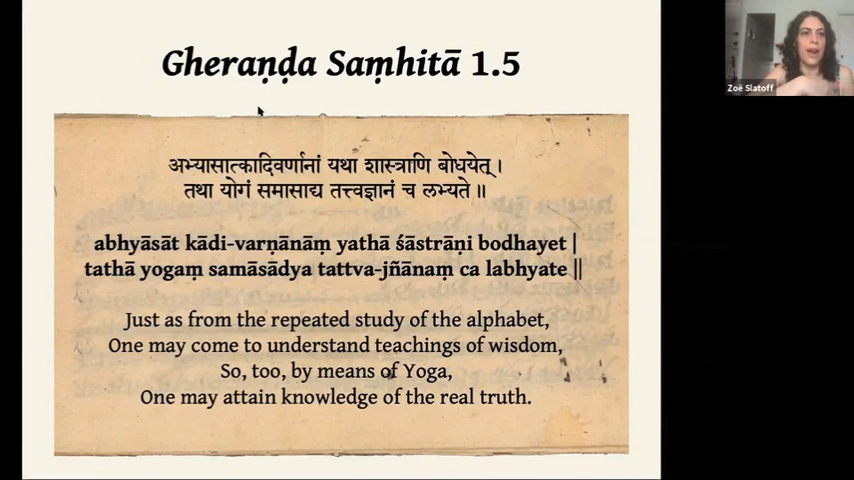 Gheraṇḍa Saṃhitā 1.5
अभ्यासात्कादिवर्णानां यथा शास्त्राणि बोधयेत् ।
तथा योगं समासाद्य तत्त्वज्ञानं च लभ्यते ॥
abhyāsāt kādi-varṇānāṃ yathā śāstrāṇi bodhayet |
tathā yogaṃ samāsādya tattva-jñānaṃ ca labhyate ||
Just as from the repeated study of the alphabet,
One may come to understand teachings of wisdom,
So, too, by means of Yoga,
One may attain knowledge of the real truth.
Zoë Slatoff